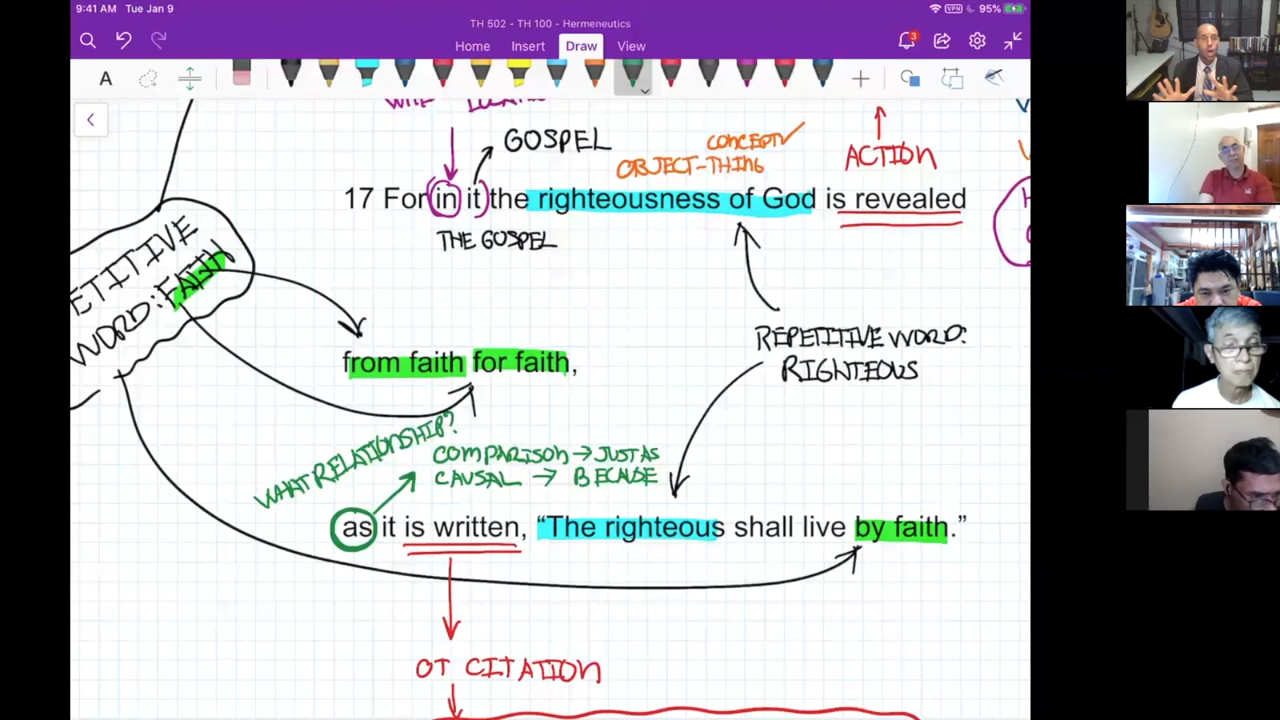 9:41 AM Tue Jan 9
VPN 95%
TH 502 - TH 100 - Hermeneutics
Home Insert Draw View
3
A
GOSPEL
CONCEPT
OBJECT-THING
ACTION
17 For in it the righteousness of God is revealed
THE GOSPEL
ETITIVE
WORD: FAITH
REPETITIVE WORD:
RIGHTEOUS
from faith for faith,
WHAT RELATIONSHIP?
COMPARISON → JUST AS
CAUSAL → BECAUSE
as it is written, “The righteous shall live by faith.”
OT CITATION